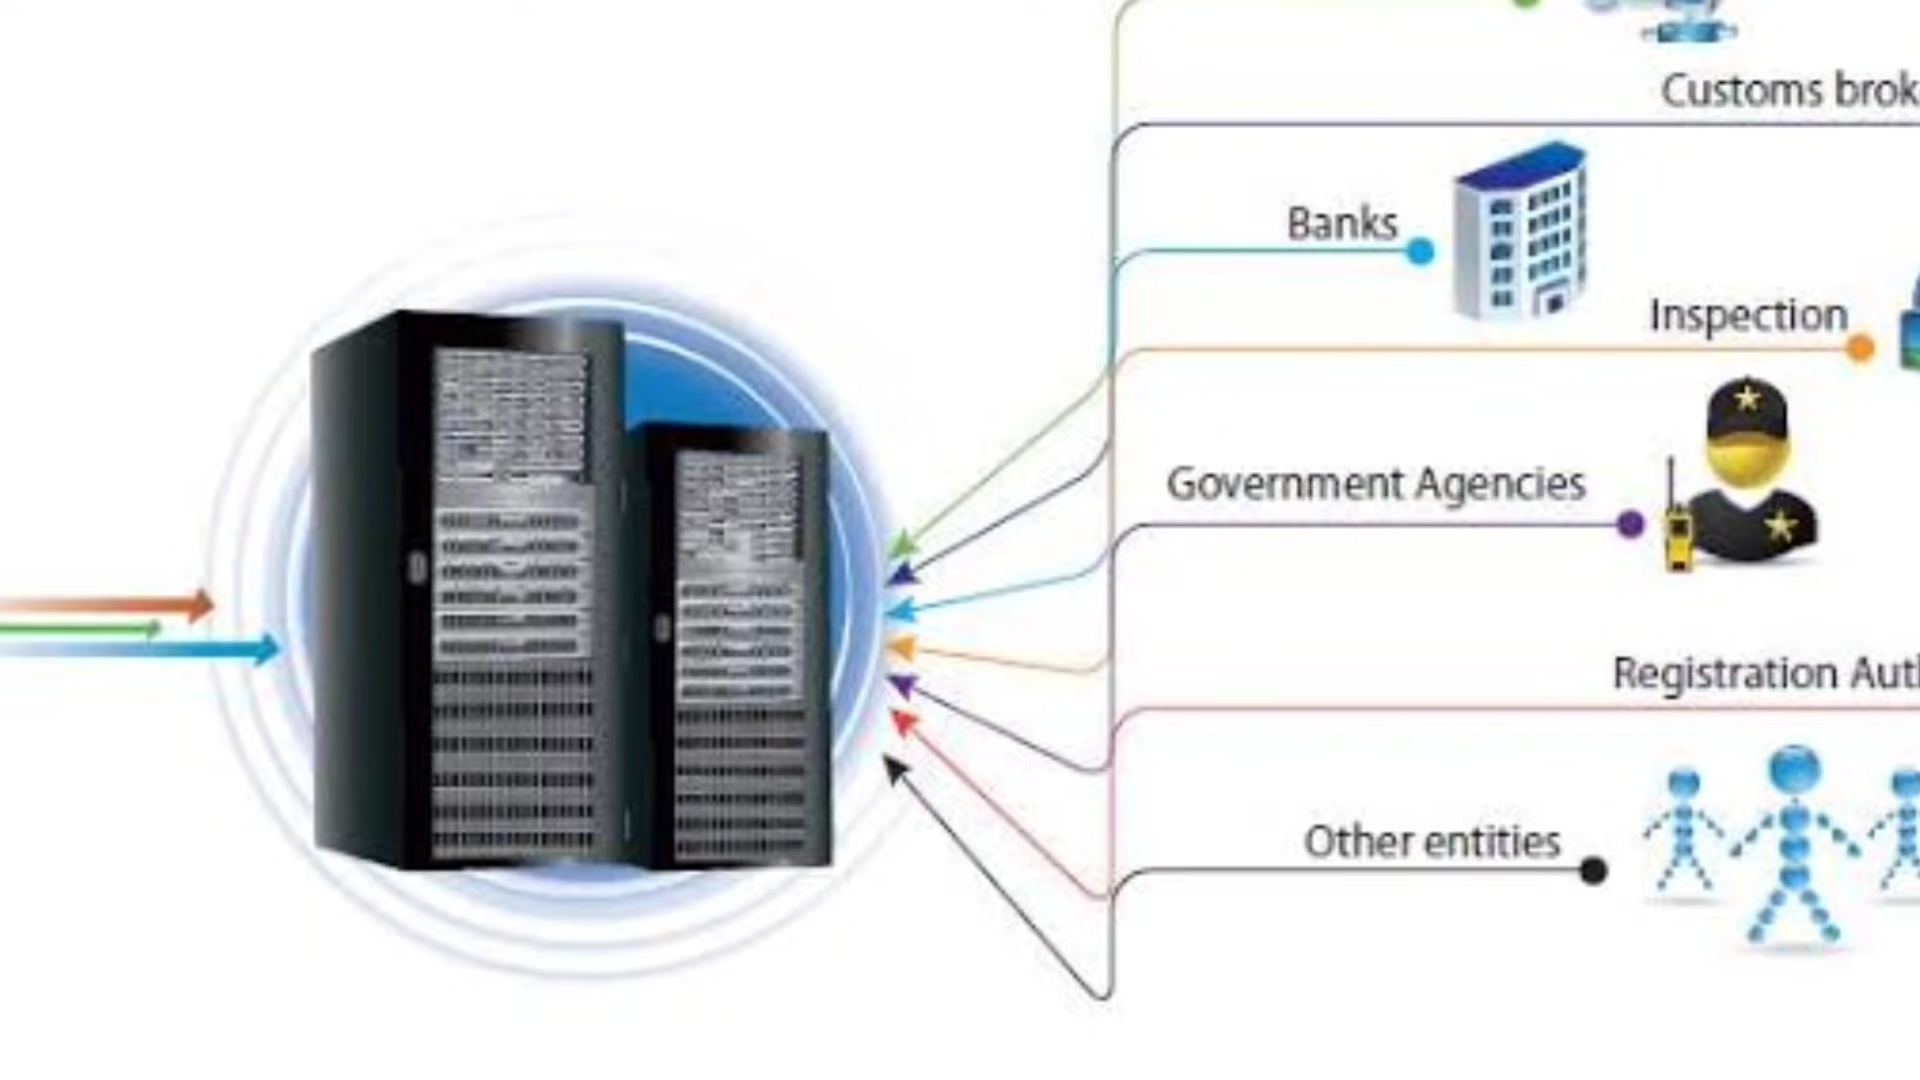 Customs brok
Banks
Inspection
Government Agencies
Registration Aut
Other entities